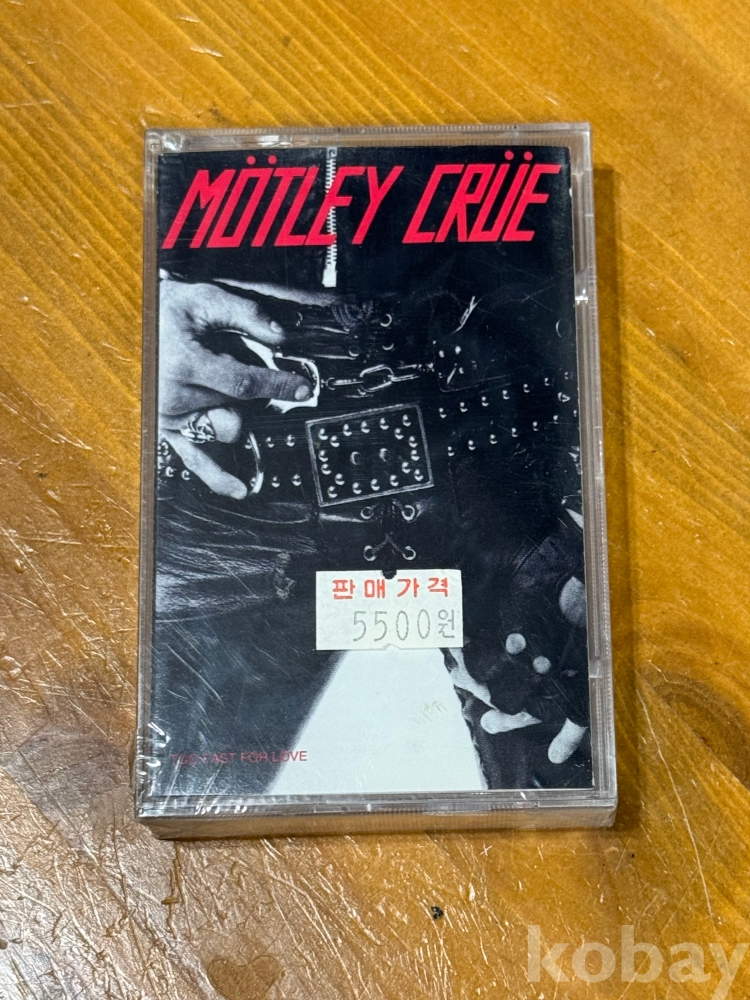 MÖTLEY CRÜE
판매가격
5500원
TOO FAST FOR LOVE
kobay